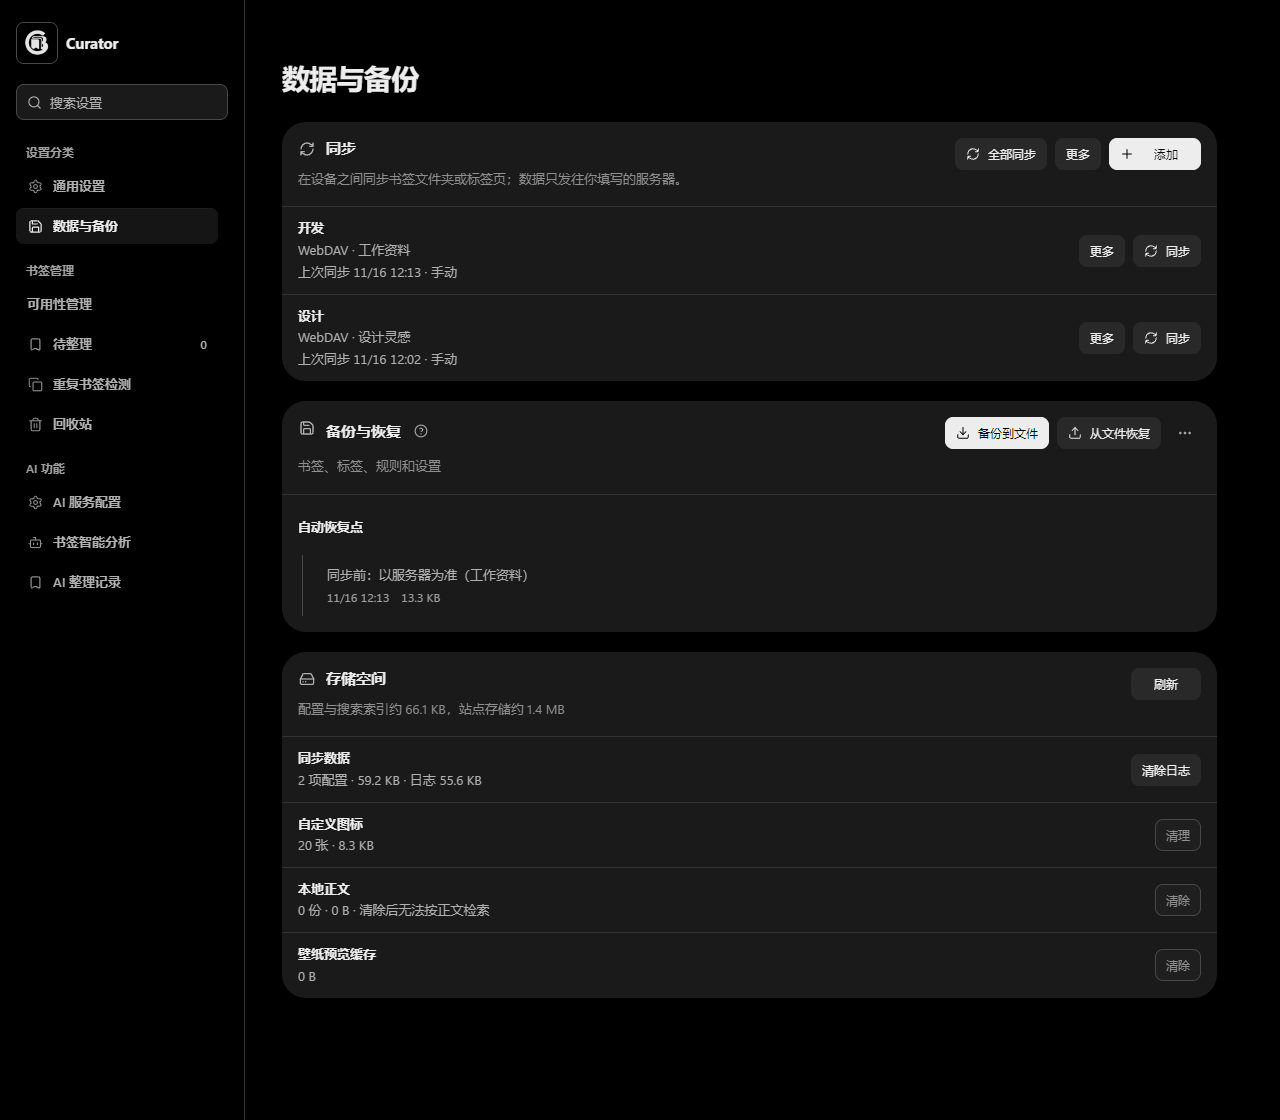 Curator
搜索设置
设置分类
通用设置
数据与备份
书签管理
可用性管理
待整理 0
重复书签检测
回收站
AI 功能
AI 服务配置
书签智能分析
AI 整理记录
数据与备份
同步
全部同步 更多 添加
在设备之间同步书签文件夹或标签页；数据只发往你填写的服务器。
开发
WebDAV · 工作资料
上次同步 11/16 12:13 · 手动
更多 同步
设计
WebDAV · 设计灵感
上次同步 11/16 12:02 · 手动
更多 同步
备份与恢复
备份到文件 从文件恢复
书签、标签、规则和设置
自动恢复点
同步前：以服务器为准（工作资料）
11/16 12:13 13.3 KB
存储空间
刷新
配置与搜索索引约 66.1 KB，站点存储约 1.4 MB
同步数据
2 项配置 · 59.2 KB · 日志 55.6 KB
清除日志
自定义图标
20 张 · 8.3 KB
清理
本地正文
0 份 · 0 B · 清除后无法按正文检索
清除
壁纸预览缓存
0 B
清除